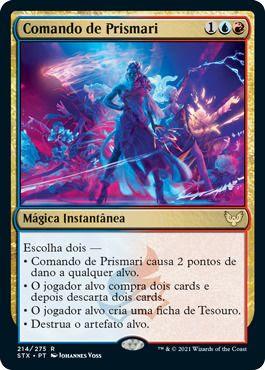 Comando de Prismari 1
Mágica Instantânea
Escolha dois —
• Comando de Prismari causa 2 pontos de
dano a qualquer alvo.
• O jogador alvo compra dois cards e
depois descarta dois cards.
• O jogador alvo cria uma ficha de Tesouro.
• Destrua o artefato alvo.
214/275 R
STX • PT Johannes Voss
™ & © 2021 Wizards of the Coast